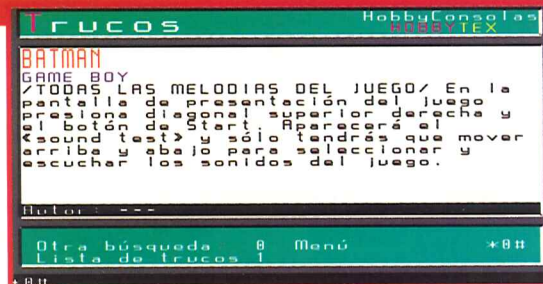 Trucos
HobbyConsolas
HOBBYTEX
BATMAN
GAME BOY
/TODAS LAS MELODIAS DEL JUEGO/ En la
pantalla de presentación del juego
presiona diagonal superior derecha y
el botón de Start. Aparecerá el
<sound test> y sólo tendrás que mover
arriba y abajo para seleccionar y
escuchar los sonidos del juego.
Autor: ---
Otra búsqueda 0 Menú *0#
Lista de trucos 1
*0#